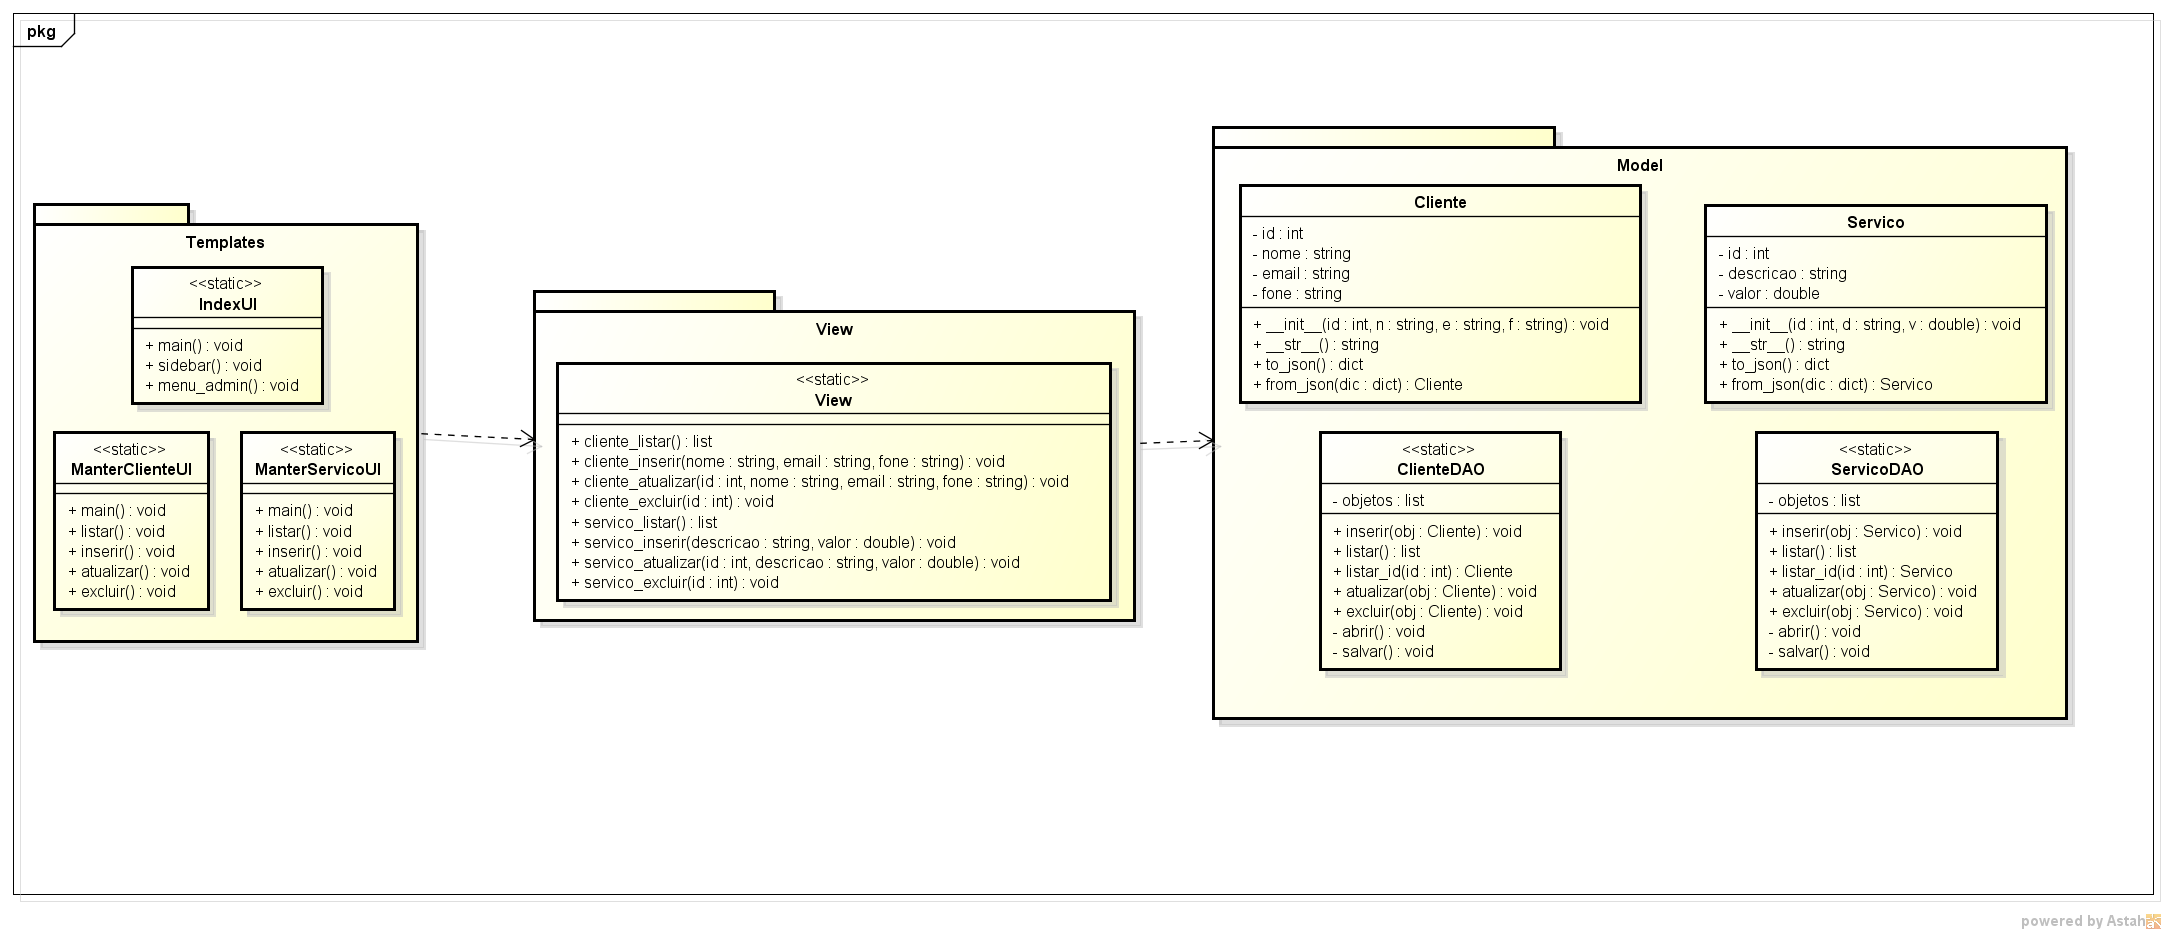 pkg
Templates
<<static>>
IndexUI
+ main() : void
+ sidebar() : void
+ menu_admin() : void
<<static>>
ManterClienteUI
+ main() : void
+ listar() : void
+ inserir() : void
+ atualizar() : void
+ excluir() : void
<<static>>
ManterServicoUI
+ main() : void
+ listar() : void
+ inserir() : void
+ atualizar() : void
+ excluir() : void
View
<<static>>
View
+ cliente_listar() : list
+ cliente_inserir(nome : string, email : string, fone : string) : void
+ cliente_atualizar(id : int, nome : string, email : string, fone : string) : void
+ cliente_excluir(id : int) : void
+ servico_listar() : list
+ servico_inserir(descricao : string, valor : double) : void
+ servico_atualizar(id : int, descricao : string, valor : double) : void
+ servico_excluir(id : int) : void
Model
Cliente
- id : int
- nome : string
- email : string
- fone : string
+ __init__(id : int, n : string, e : string, f : string) : void
+ __str__() : string
+ to_json() : dict
+ from_json(dic : dict) : Cliente
Servico
- id : int
- descricao : string
- valor : double
+ __init__(id : int, d : string, v : double) : void
+ __str__() : string
+ to_json() : dict
+ from_json(dic : dict) : Servico
<<static>>
ClienteDAO
- objetos : list
+ inserir(obj : Cliente) : void
+ listar() : list
+ listar_id(id : int) : Cliente
+ atualizar(obj : Cliente) : void
+ excluir(obj : Cliente) : void
- abrir() : void
- salvar() : void
<<static>>
ServicoDAO
- objetos : list
+ inserir(obj : Servico) : void
+ listar() : list
+ listar_id(id : int) : Servico
+ atualizar(obj : Servico) : void
+ excluir(obj : Servico) : void
- abrir() : void
- salvar() : void
powered by Astah